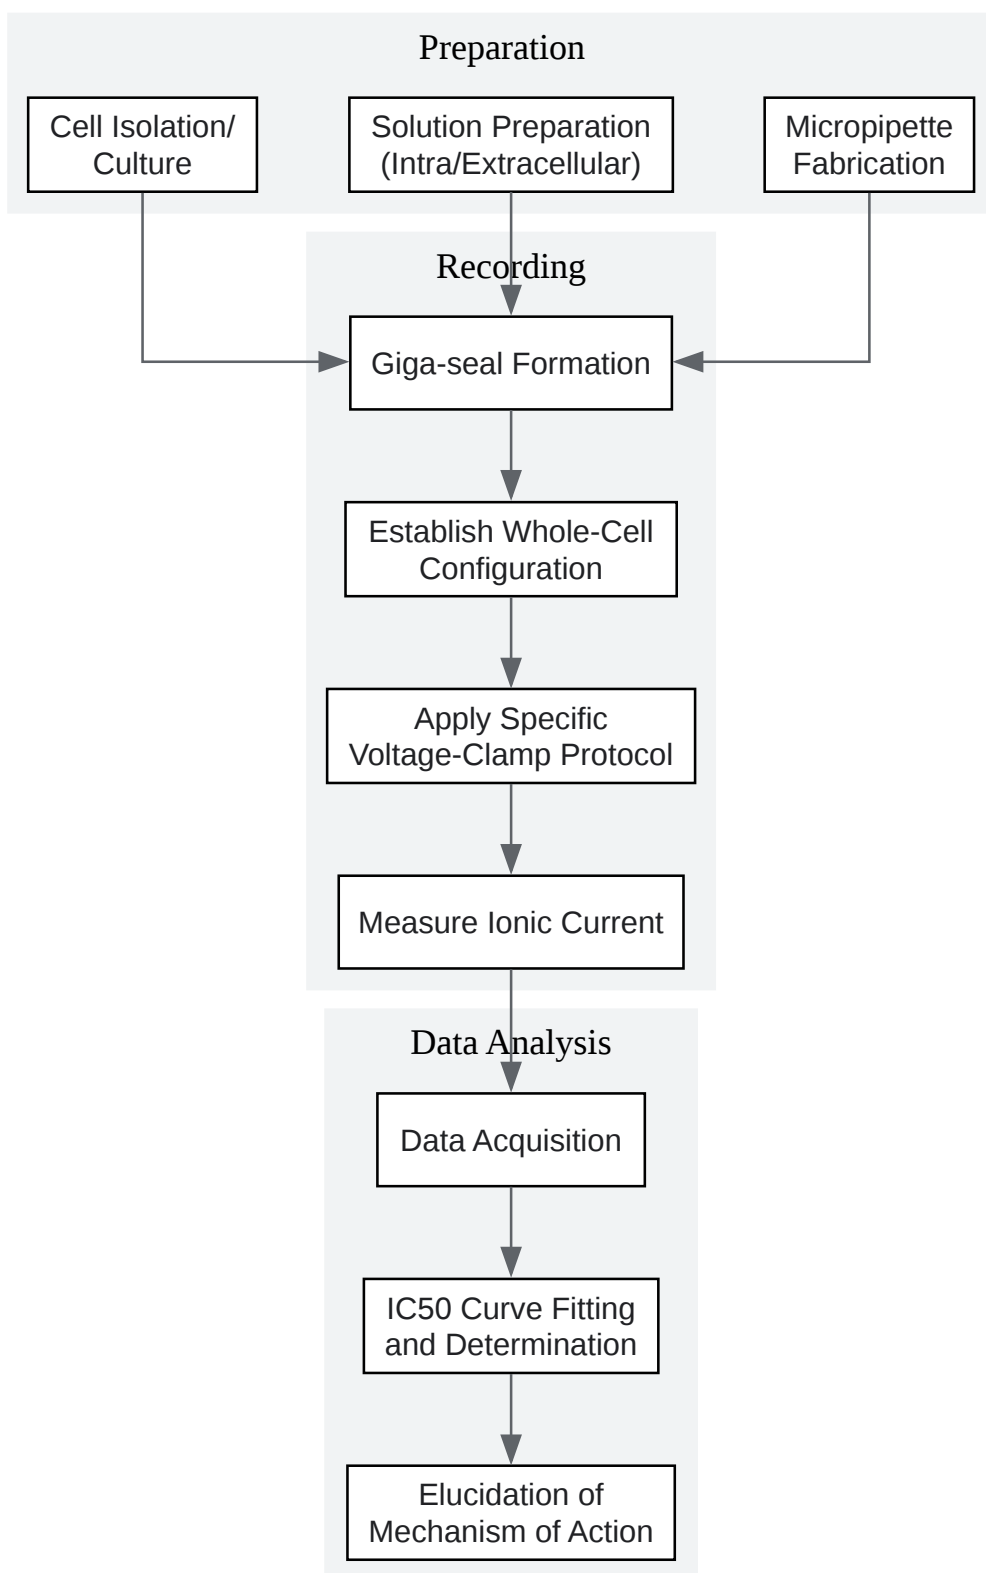 Preparation
Cell Isolation/
Culture
Solution Preparation
(Intra/Extracellular)
Micropipette
Fabrication
Recording
Giga-seal Formation
Establish Whole-Cell
Configuration
Apply Specific
Voltage-Clamp Protocol
Measure Ionic Current
Data Analysis
Data Acquisition
IC50 Curve Fitting
and Determination
Elucidation of
Mechanism of Action